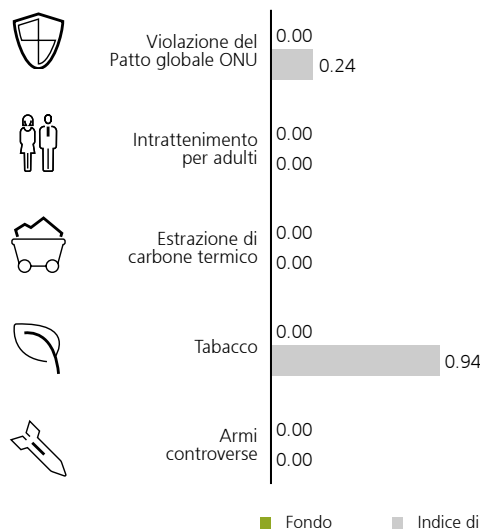 Violazione del
Patto globale ONU
0.00
0.24
Intrattenimento
per adulti
0.00
0.00
Estrazione di
carbone termico
0.00
0.00
Tabacco
0.00
0.94
Armi
controverse
0.00
0.00
Fondo
Indice di